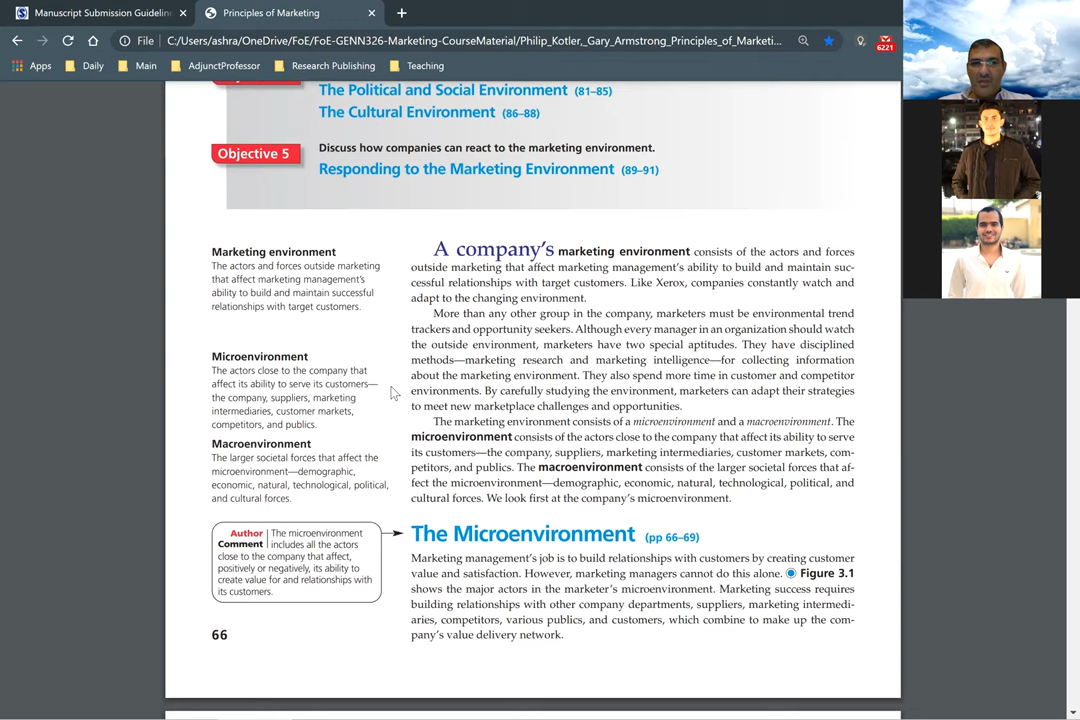 Manuscript Submission Guideline
Principles of Marketing
File
C:/Users/ashra/OneDrive/FoE/FoE-GENN326-Marketing-CourseMaterial/Philip_Kotler,_Gary_Armstrong_Principles_of_Marketi...
6221
Apps
Daily
Main
AdjunctProfessor
Research Publishing
Teaching
The Political and Social Environment (81–85)
The Cultural Environment (86–88)
Objective 5
Discuss how companies can react to the marketing environment.
Responding to the Marketing Environment (89–91)
Marketing environment
The actors and forces outside marketing
that affect marketing management's
ability to build and maintain successful
relationships with target customers.
Microenvironment
The actors close to the company that
affect its ability to serve its customers—
the company, suppliers, marketing
intermediaries, customer markets,
competitors, and publics.
Macroenvironment
The larger societal forces that affect the
microenvironment—demographic,
economic, natural, technological, political,
and cultural forces.
A company's marketing environment consists of the actors and forces
outside marketing that affect marketing management's ability to build and maintain suc-
cessful relationships with target customers. Like Xerox, companies constantly watch and
adapt to the changing environment.
More than any other group in the company, marketers must be environmental trend
trackers and opportunity seekers. Although every manager in an organization should watch
the outside environment, marketers have two special aptitudes. They have disciplined
methods—marketing research and marketing intelligence—for collecting information
about the marketing environment. They also spend more time in customer and competitor
environments. By carefully studying the environment, marketers can adapt their strategies
to meet new marketplace challenges and opportunities.
The marketing environment consists of a microenvironment and a macroenvironment. The
microenvironment consists of the actors close to the company that affect its ability to serve
its customers—the company, suppliers, marketing intermediaries, customer markets, com-
petitors, and publics. The macroenvironment consists of the larger societal forces that af-
fect the microenvironment—demographic, economic, natural, technological, political, and
cultural forces. We look first at the company's microenvironment.
Author Comment
The microenvironment
includes all the actors
close to the company that affect,
positively or negatively, its ability to
create value for and relationships with
its customers.
The Microenvironment (pp 66–69)
Marketing management's job is to build relationships with customers by creating customer
value and satisfaction. However, marketing managers cannot do this alone. Figure 3.1
shows the major actors in the marketer's microenvironment. Marketing success requires
building relationships with other company departments, suppliers, marketing intermedi-
aries, competitors, various publics, and customers, which combine to make up the com-
pany's value delivery network.
66